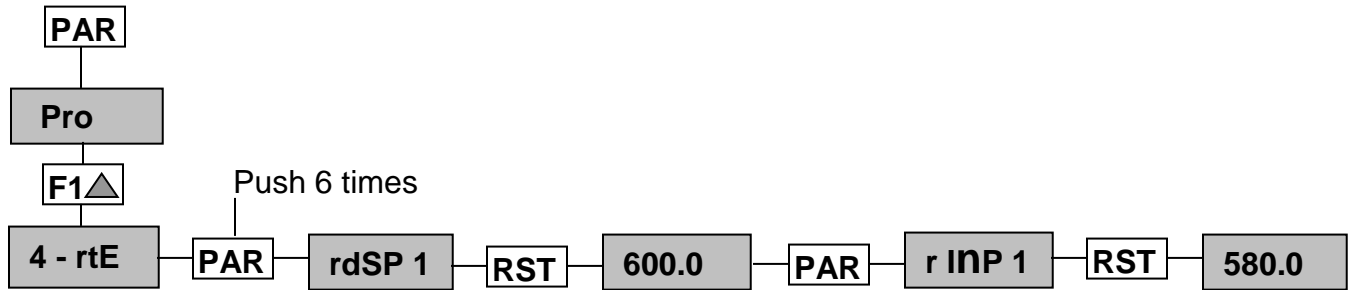 PAR
Pro
F1
Push 6 times
4 - rtE PAR rdSP 1 RST 600.0 PAR r InP 1 RST 580.0